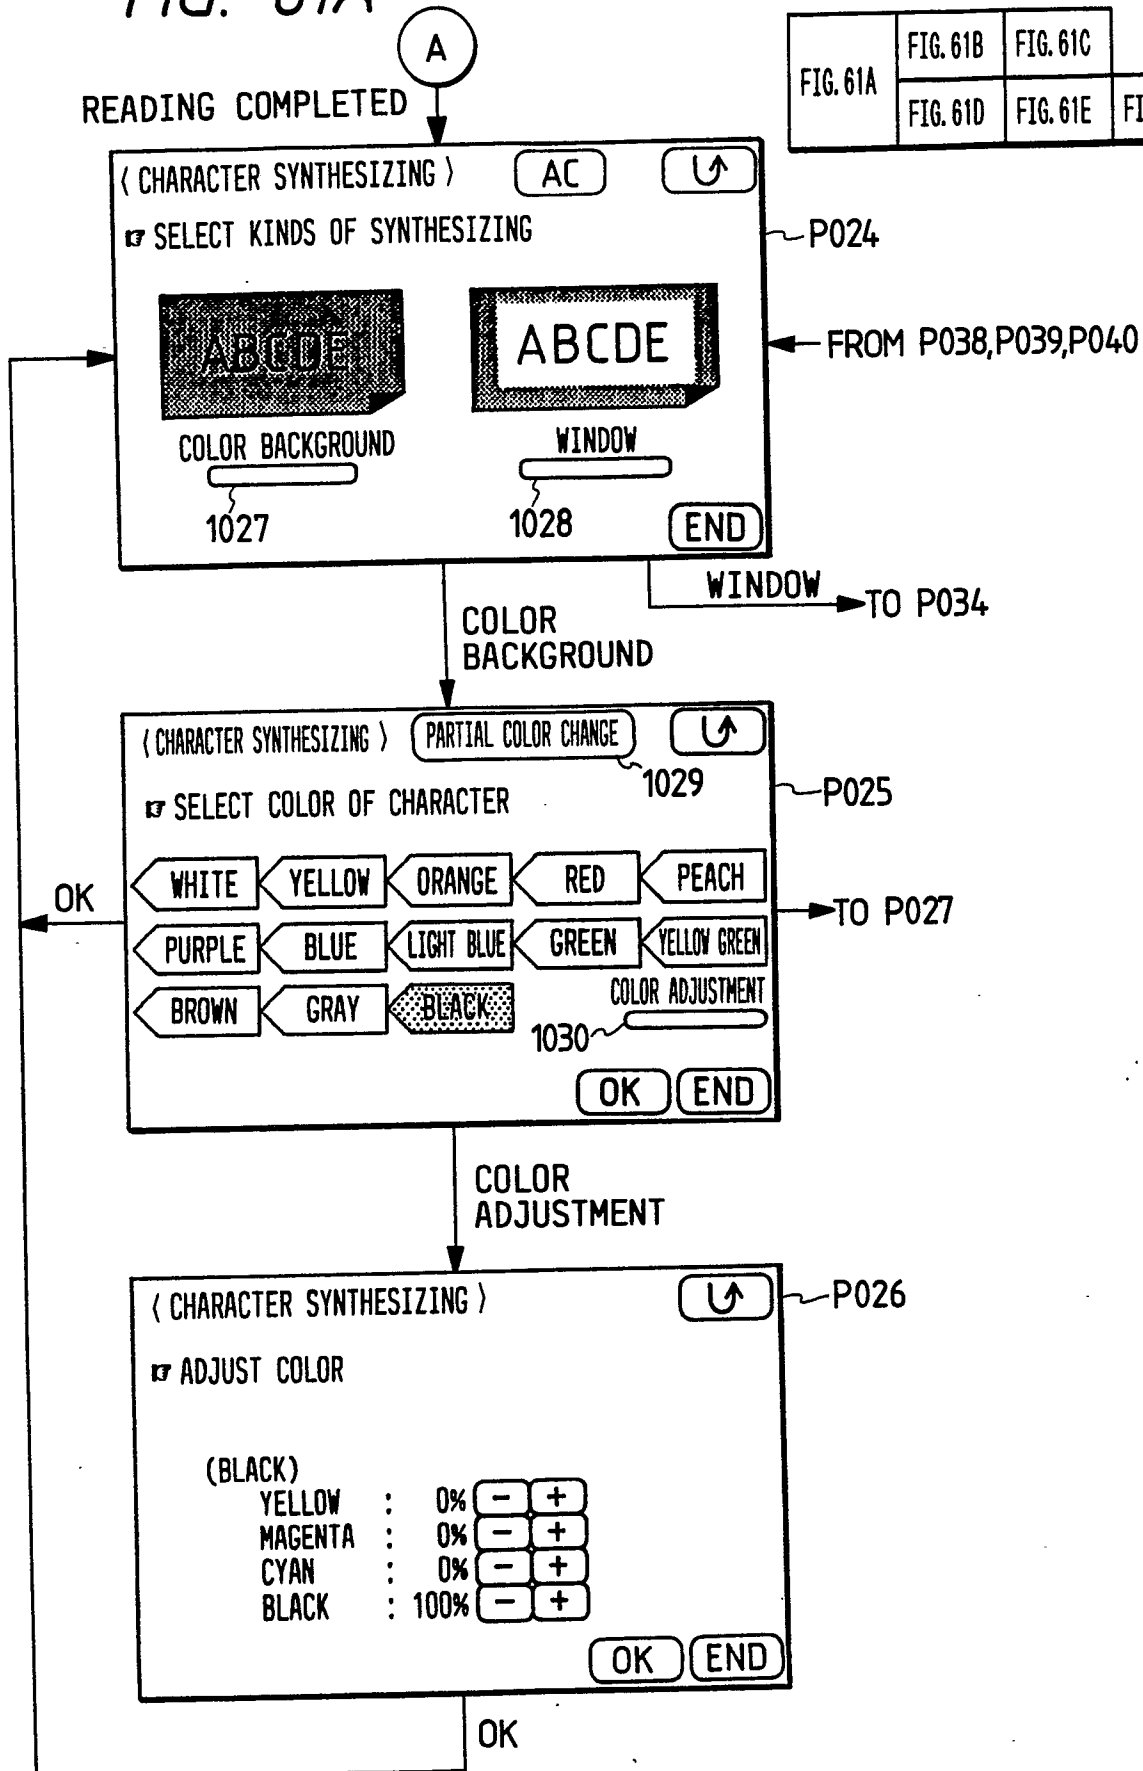 FIG. 61A
FIG. 61A
FIG. 61B
FIG. 61C
FIG. 61D
FIG. 61E
A
READING COMPLETED
〈 CHARACTER SYNTHESIZING 〉 AC
☞ SELECT KINDS OF SYNTHESIZING
P024
ABCDE
ABCDE
FROM P038,P039,P040
COLOR BACKGROUND
WINDOW
1027
1028
END
WINDOW
TO P034
COLOR
BACKGROUND
〈 CHARACTER SYNTHESIZING 〉 PARTIAL COLOR CHANGE
1029
☞ SELECT COLOR OF CHARACTER
P025
WHITE YELLOW ORANGE RED PEACH
OK
TO P027
PURPLE BLUE LIGHT BLUE GREEN YELLOW GREEN
BROWN GRAY BLACK
COLOR ADJUSTMENT
1030
OK END
COLOR
ADJUSTMENT
〈 CHARACTER SYNTHESIZING 〉
P026
☞ ADJUST COLOR
(BLACK)
YELLOW : 0% − +
MAGENTA : 0% − +
CYAN : 0% − +
BLACK : 100% − +
OK END
OK